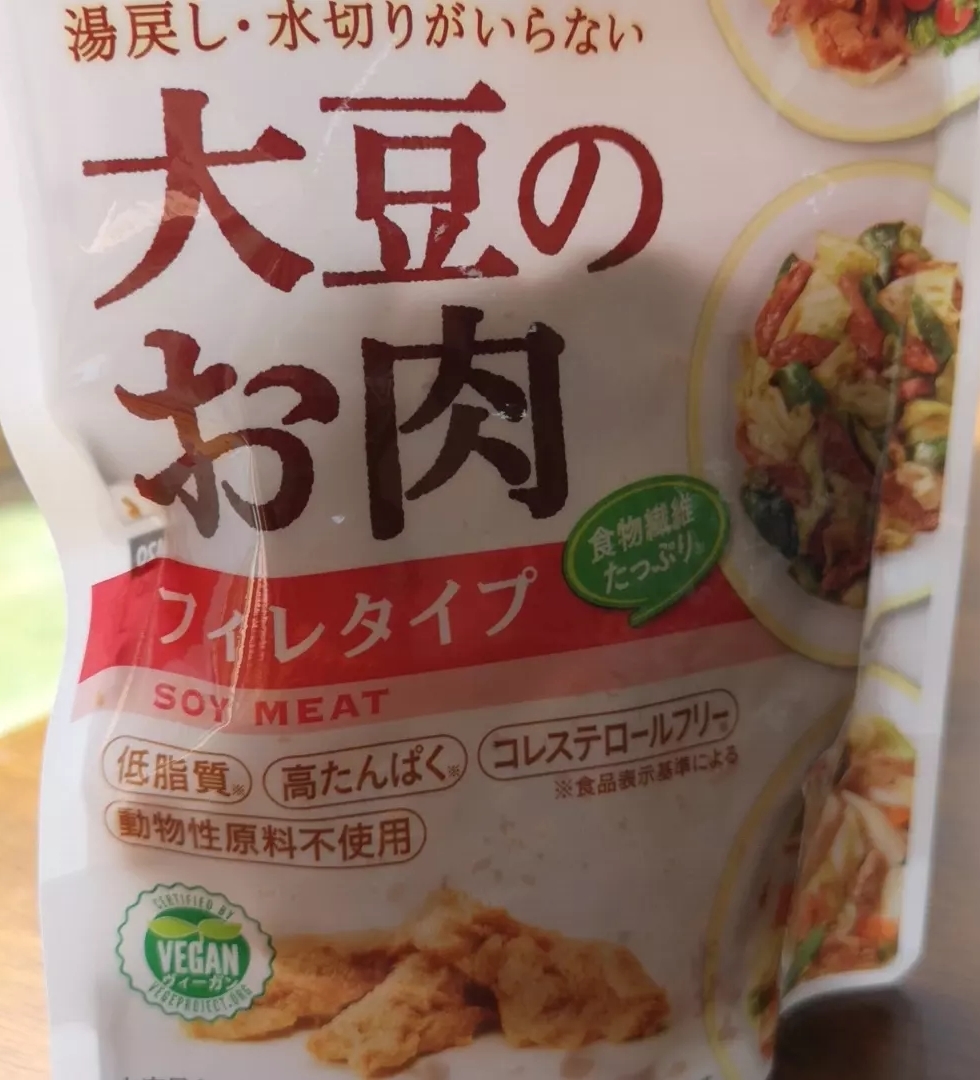 湯戻し・水切りがいらない
大豆の
お肉
食物繊維
たっぷり※
フィレタイプ
SOY MEAT
低脂質※
高たんぱく※
コレステロールフリー※
※食品表示基準による
動物性原料不使用
CERTIFIED BY
VEGAN
ヴィーガン
VEGEPROJECT.ORG